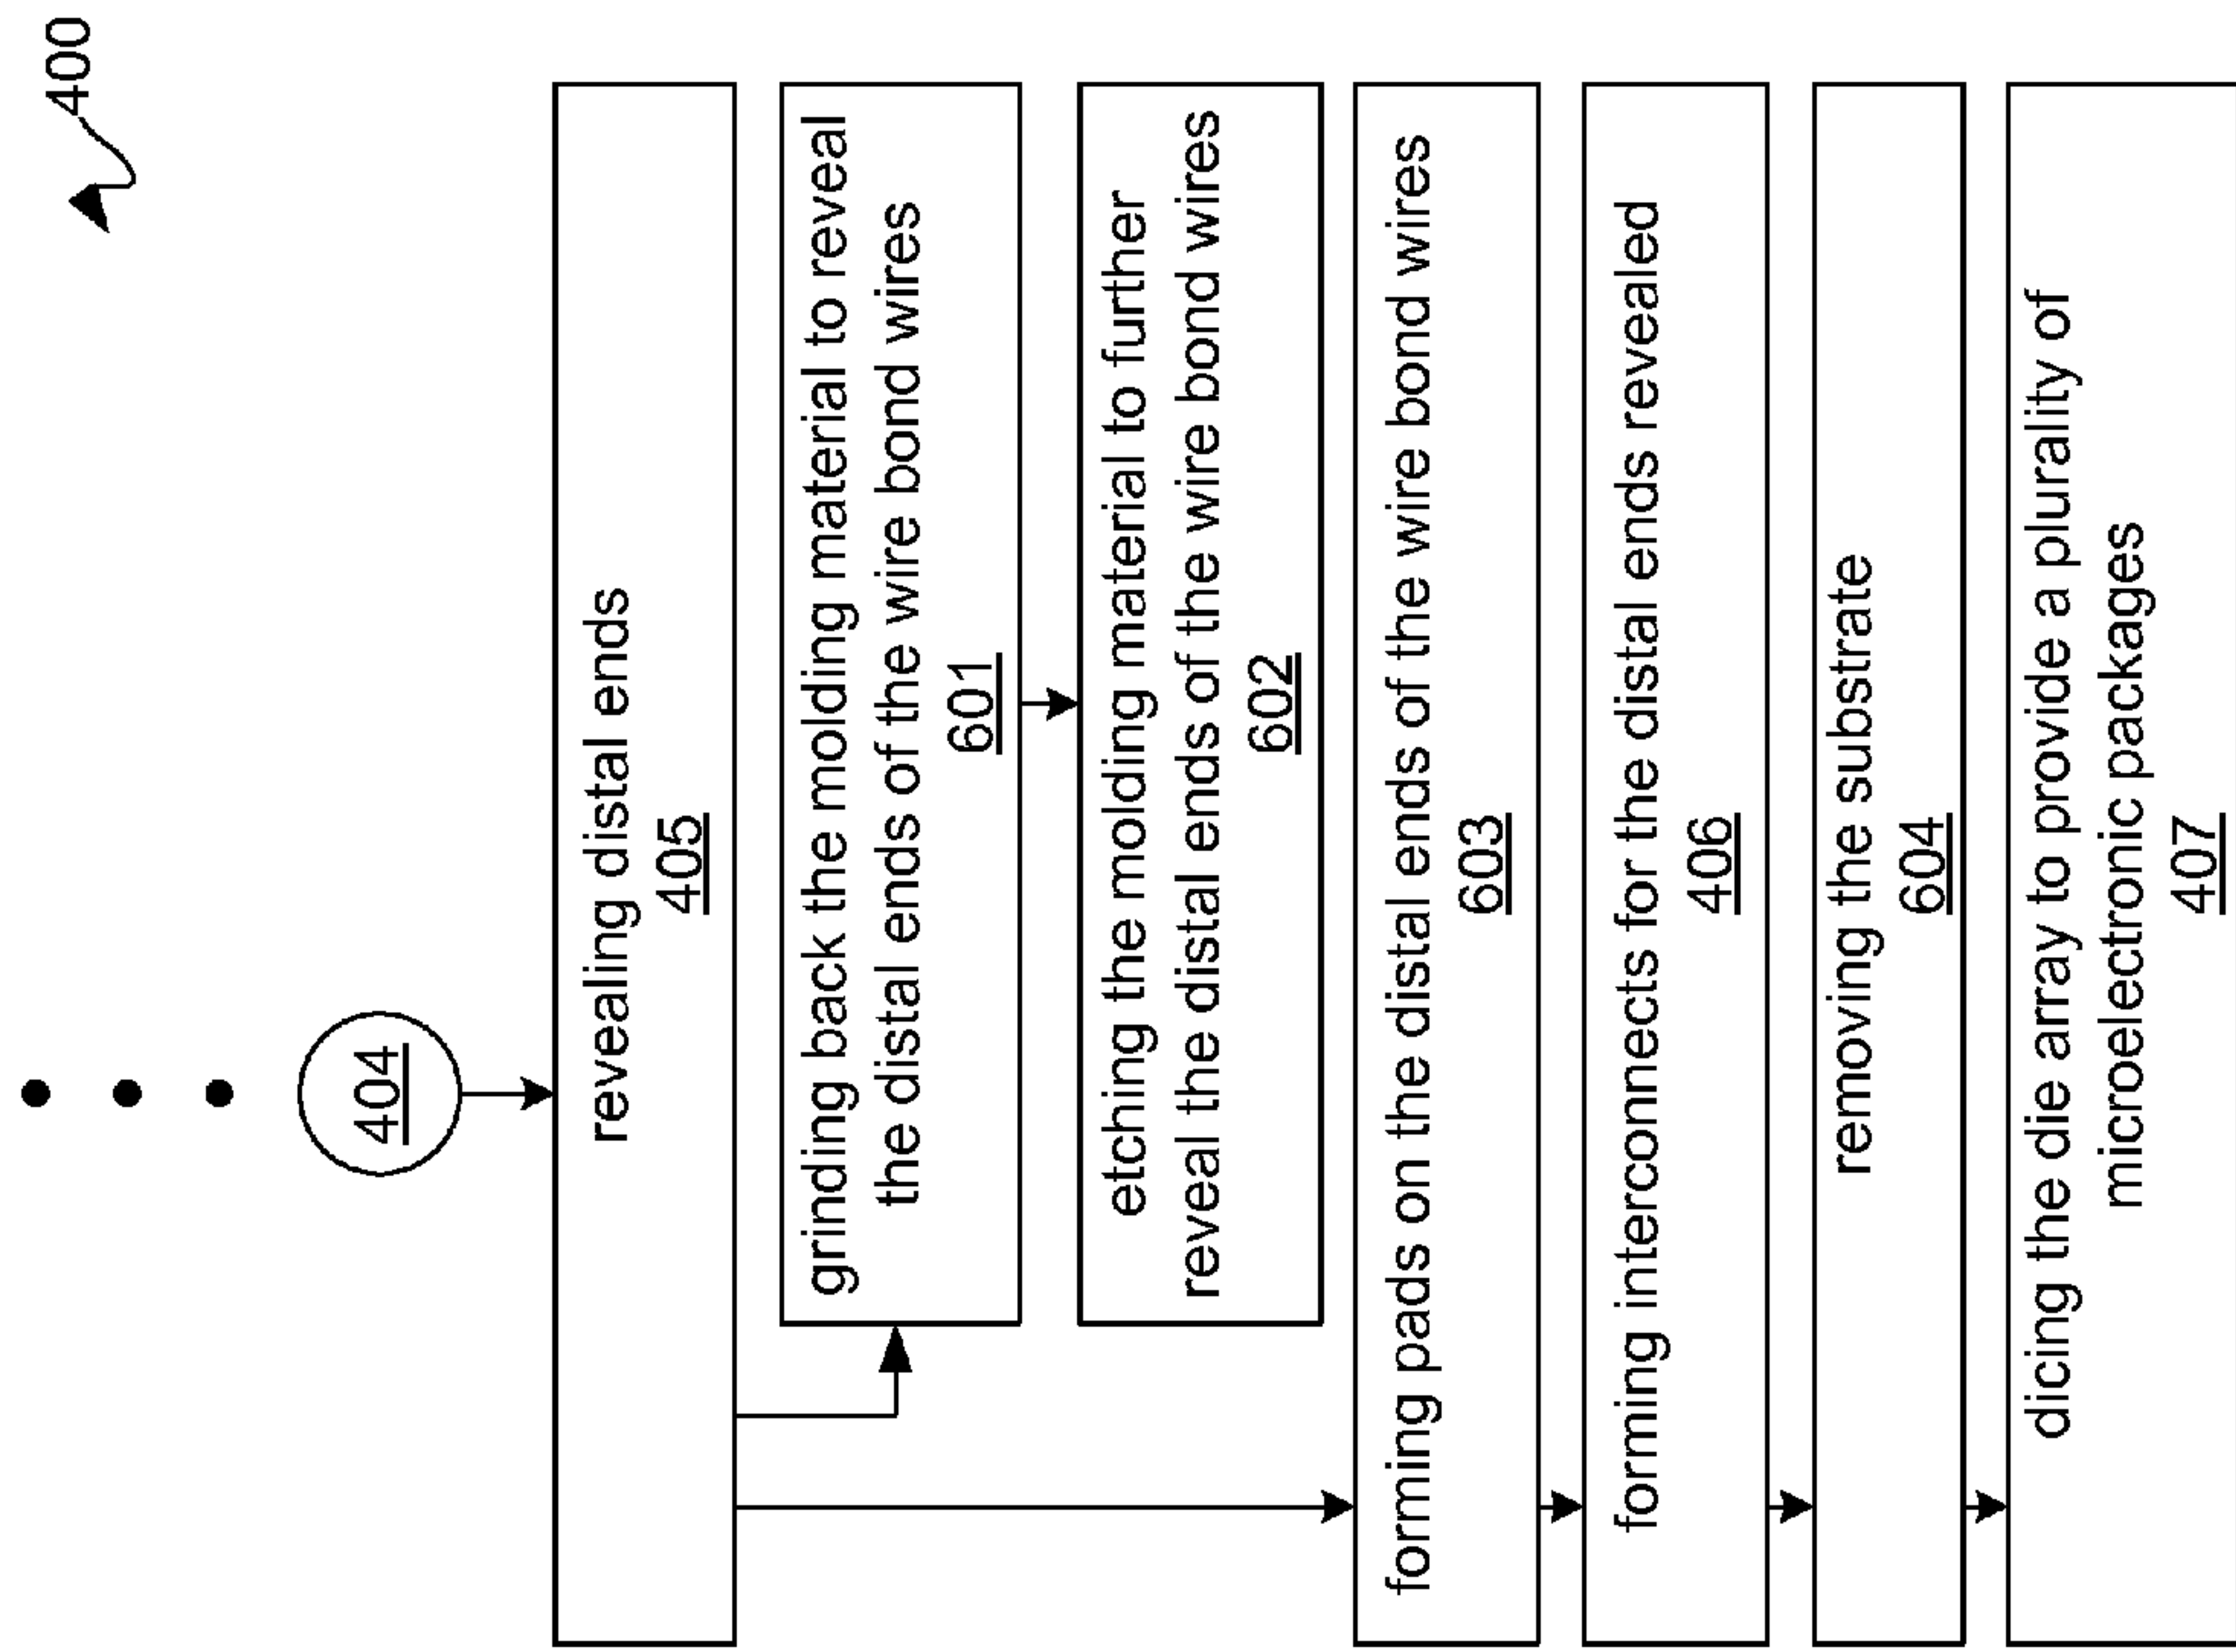 400
404
revealing distal ends
405
grinding back the molding material to reveal
the distal ends of the wire bond wires
601
etching the molding material to further
reveal the distal ends of the wire bond wires
602
forming pads on the distal ends of the wire bond wires
603
forming interconnects for the distal ends revealed
406
removing the substrate
604
dicing the die array to provide a plurality of
microelectronic packages
407